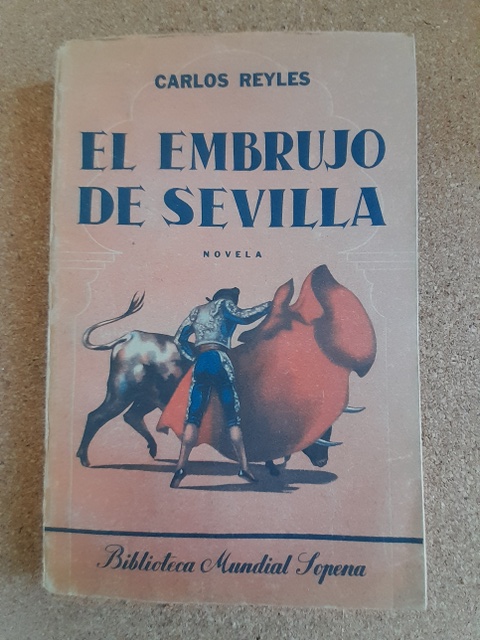 CARLOS REYLES
EL EMBRUJO
DE SEVILLA
NOVELA
Biblioteca Mundial Sopena